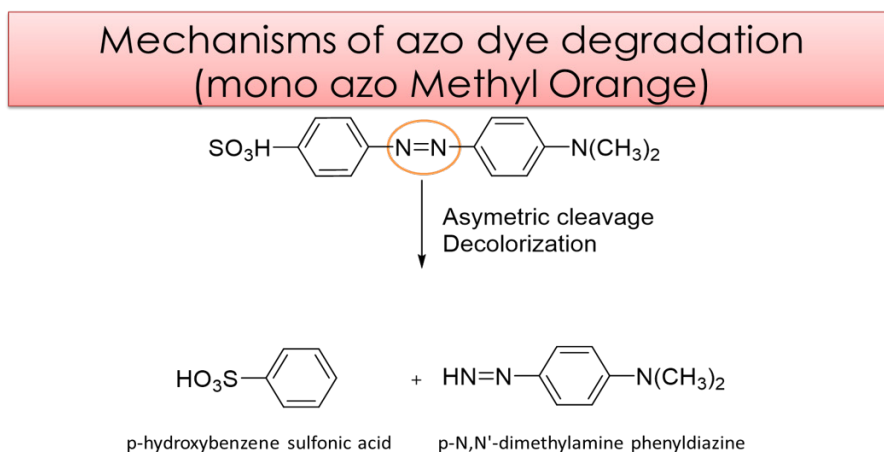 Mechanisms of azo dye degradation
(mono azo Methyl Orange)
SO₃H N=N N(CH₃)₂
Asymetric cleavage
Decolorization
HO₃S + HN=N N(CH₃)₂
p-hydroxybenzene sulfonic acid p-N,N'-dimethylamine phenyldiazine